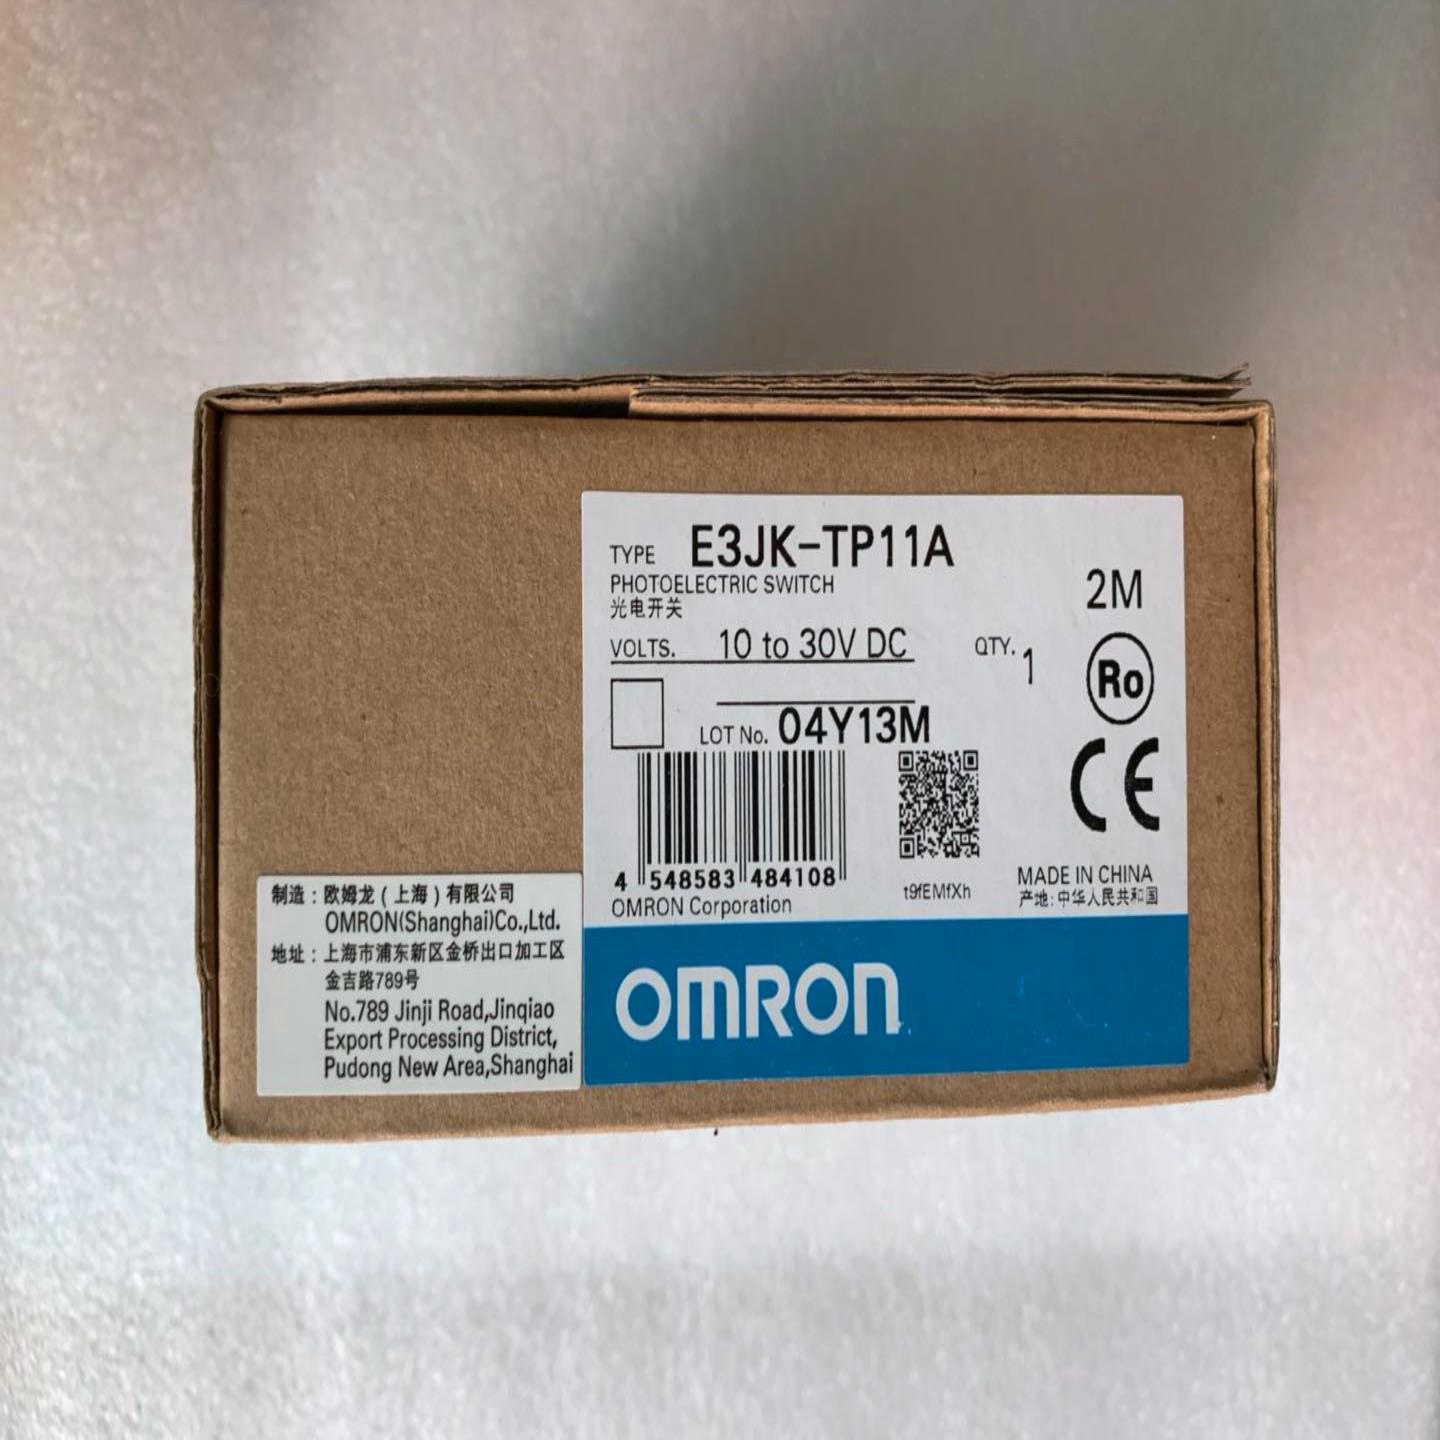 TYPE E3JK-TP11A
PHOTOELECTRIC SWITCH
光电开关
2M
VOLTS. 10 to 30V DC
QTY. 1
Ro
LOT No. 04Y13M
CE
4 548583 484108
t9fEMfXh
OMRON Corporation
MADE IN CHINA
产地:中华人民共和国
OMRON
制造：欧姆龙（上海）有限公司
OMRON(Shanghai)Co.,Ltd.
地址：上海市浦东新区金桥出口加工区
金吉路789号
No.789 Jinji Road,Jinqiao
Export Processing District,
Pudong New Area,Shanghai